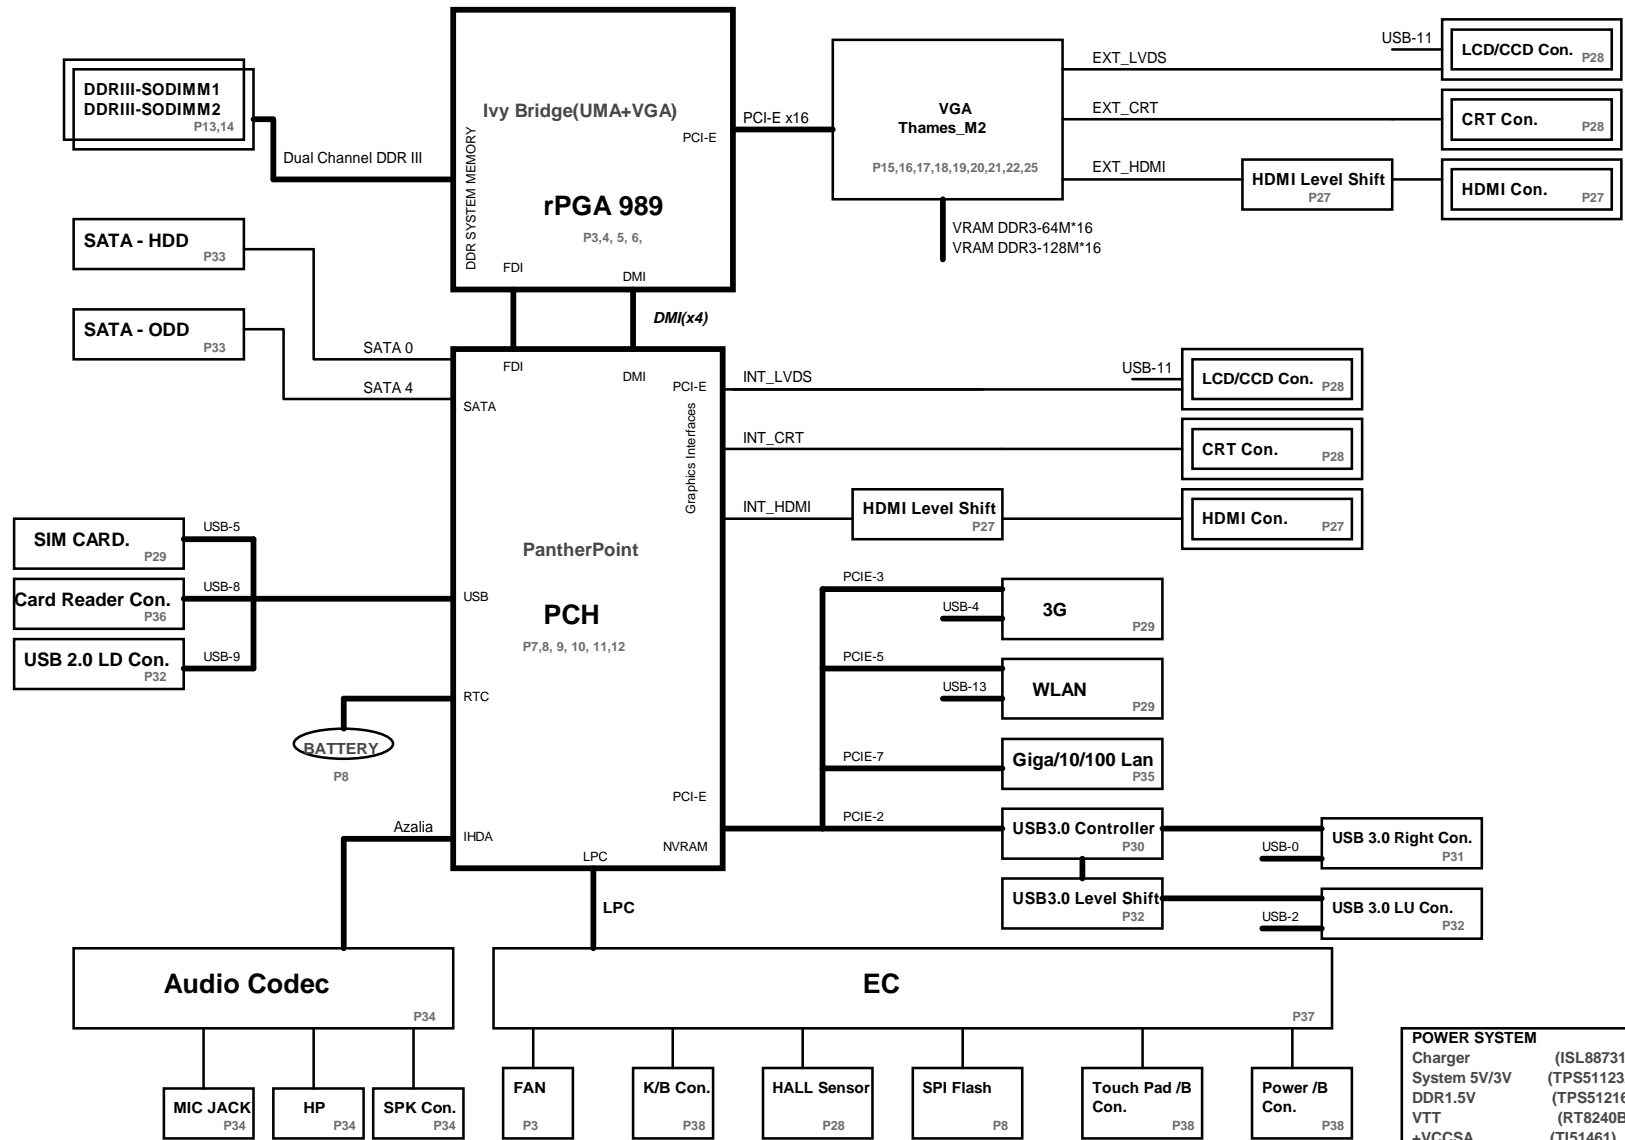 DDRIII-SODIMM1
DDRIII-SODIMM2
P13,14
Dual Channel DDR III
Ivy Bridge(UMA+VGA)
PCI-E
DDR SYSTEM MEMORY
rPGA 989
P3,4, 5, 6,
FDI
DMI
PCI-E x16
VGA
Thames_M2
P15,16,17,18,19,20,21,22,25
VRAM DDR3-64M*16
VRAM DDR3-128M*16
EXT_LVDS
USB-11
LCD/CCD Con. P28
EXT_CRT
CRT Con. P28
EXT_HDMI
HDMI Level Shift
P27
HDMI Con. P27
SATA - HDD
P33
SATA - ODD
P33
SATA 0
SATA 4
DMI(x4)
FDI
DMI
PCI-E
SATA
Graphics Interfaces
INT_LVDS
USB-11
LCD/CCD Con. P28
INT_CRT
CRT Con. P28
INT_HDMI
HDMI Level Shift
P27
HDMI Con. P27
SIM CARD.
P29
USB-5
Card Reader Con.
P36
USB-8
USB 2.0 LD Con.
P32
USB-9
USB
PantherPoint
PCH
P7,8, 9, 10, 11,12
RTC
BATTERY
P8
PCI-E
Azalia
IHDA
NVRAM
LPC
LPC
PCIE-3
USB-4
3G
P29
PCIE-5
USB-13
WLAN
P29
PCIE-7
Giga/10/100 Lan
P35
PCIE-2
USB3.0 Controller
P30
USB3.0 Level Shift
P32
USB-0
USB 3.0 Right Con.
P31
USB-2
USB 3.0 LU Con.
P32
Audio Codec
P34
EC
P37
MIC JACK
P34
HP
P34
SPK Con.
P34
FAN
P3
K/B Con.
P38
HALL Sensor
P28
SPI Flash
P8
Touch Pad /B
Con.
P38
Power /B
Con.
P38
POWER SYSTEM
Charger (ISL88731
System 5V/3V (TPS51123
DDR1.5V (TPS51216
VTT (RT8240B
+VCCSA (TI51461)